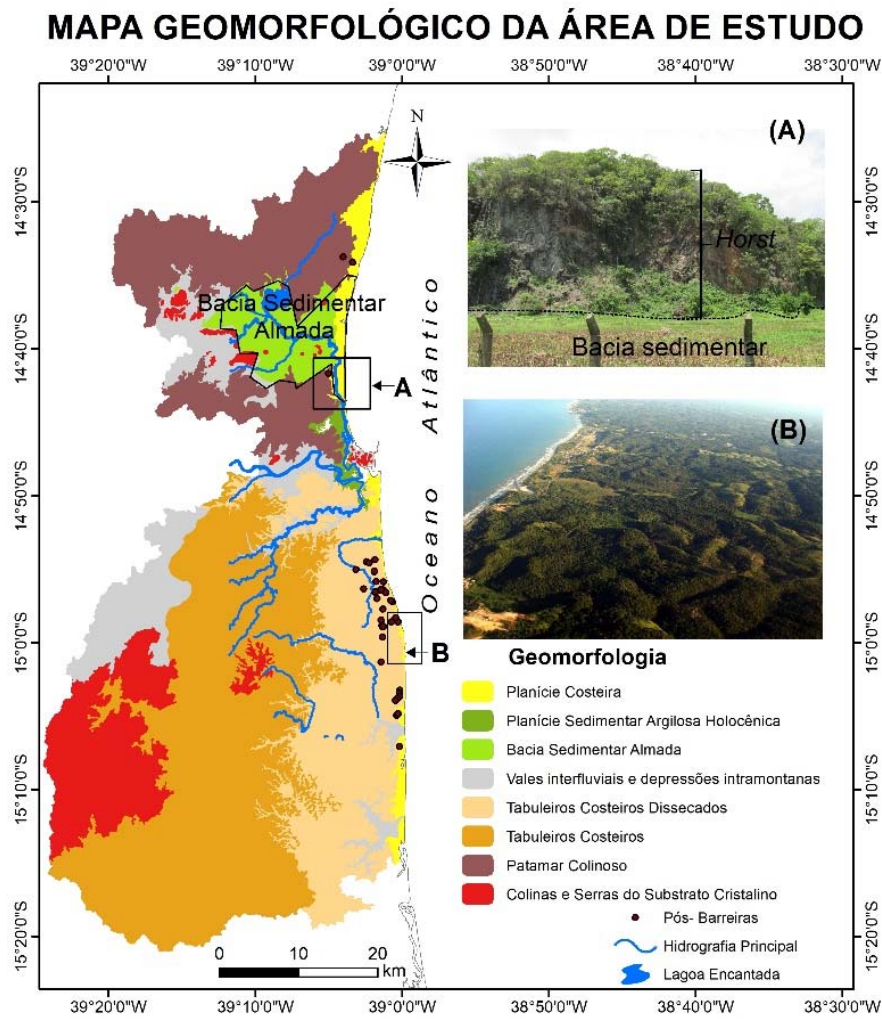 MAPA GEOMORFOLÓGICO DA ÁREA DE ESTUDO
39°20'0"W
39°10'0"W
39°0'0"W
38°50'0"W
38°40'0"W
38°30'0"W
14°30'0"S
14°40'0"S
14°50'0"S
15°0'0"S
15°10'0"S
15°20'0"S
14°30'0"S
14°40'0"S
14°50'0"S
15°0'0"S
15°10'0"S
15°20'0"S
N
Bacia Sedimentar
Almada
A
B
Oceano Atlântico
(A)
Horst
Bacia sedimentar
(B)
Geomorfologia
Planície Costeira
Planície Sedimentar Argilosa Holocênica
Bacia Sedimentar Almada
Vales interfluviais e depressões intramontanas
Tabuleiros Costeiros Dissecados
Tabuleiros Costeiros
Patamar Colinoso
Colinas e Serras do Substrato Cristalino
Pós- Barreiras
Hidrografia Principal
Lagoa Encantada
0 10 20
km
39°20'0"W
39°10'0"W
39°0'0"W
38°50'0"W
38°40'0"W
38°30'0"W